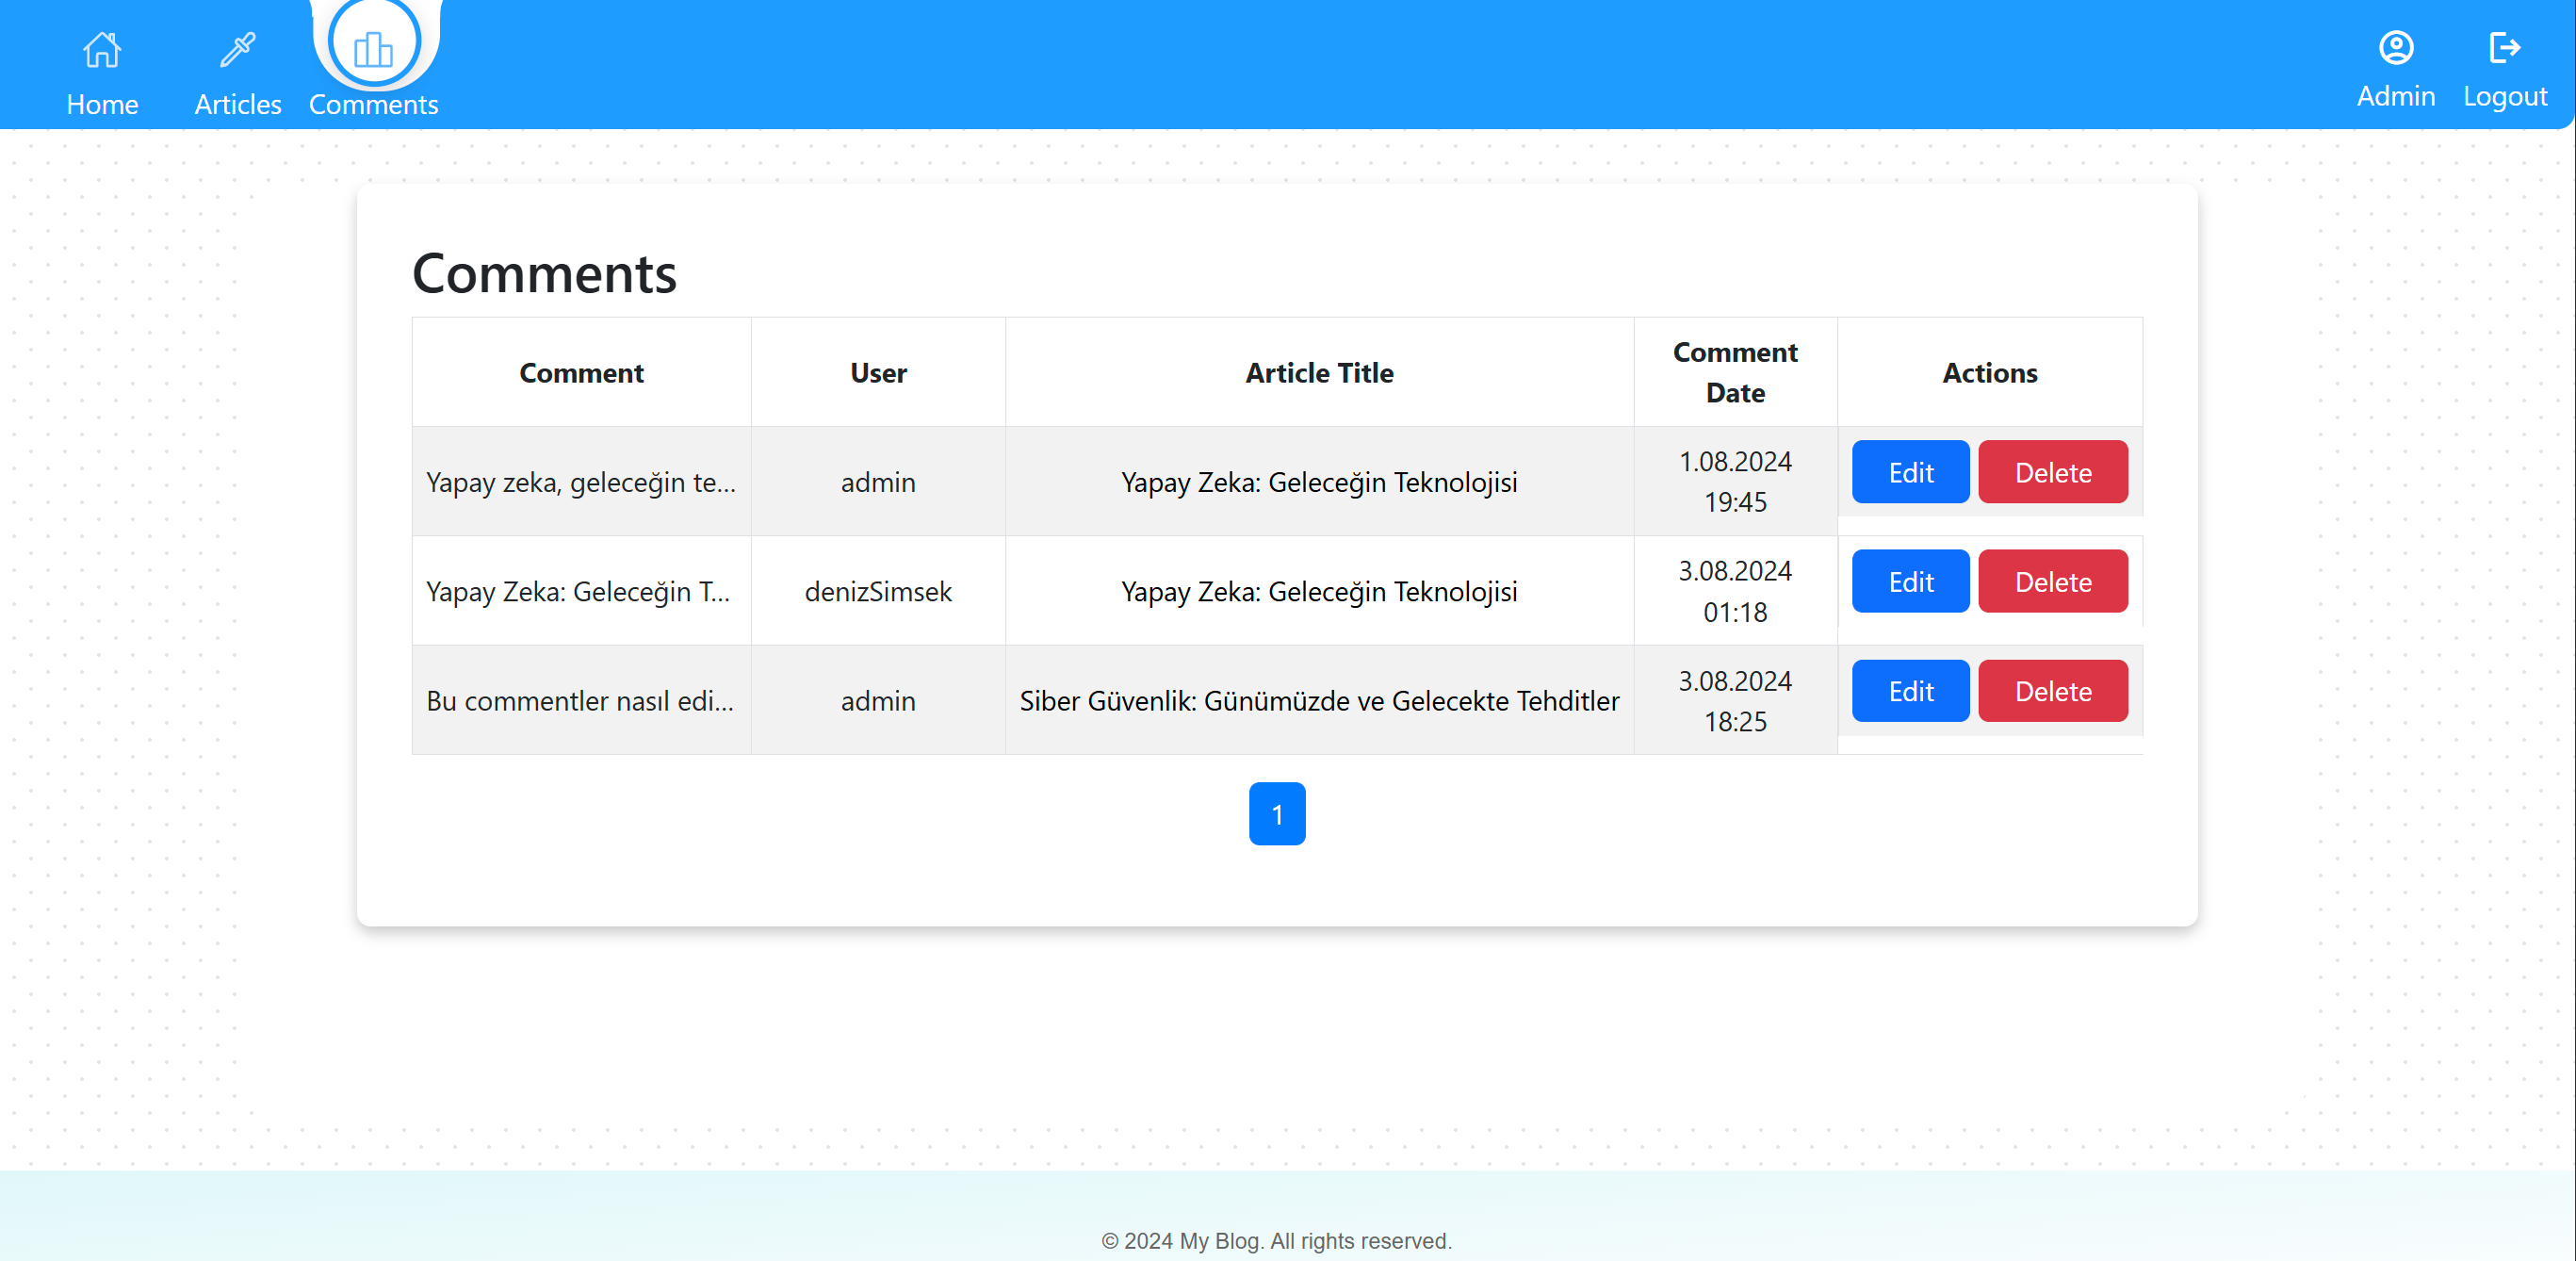 Home
Articles
Comments
Admin
Logout
Comments
Comment
User
Article Title
Comment
Date
Actions
Yapay zeka, geleceğin te...
admin
Yapay Zeka: Geleceğin Teknolojisi
1.08.2024
19:45
Edit
Delete
Yapay Zeka: Geleceğin T...
denizSimsek
Yapay Zeka: Geleceğin Teknolojisi
3.08.2024
01:18
Edit
Delete
Bu commentler nasıl edi...
admin
Siber Güvenlik: Günümüzde ve Gelecekte Tehditler
3.08.2024
18:25
Edit
Delete
1
© 2024 My Blog. All rights reserved.